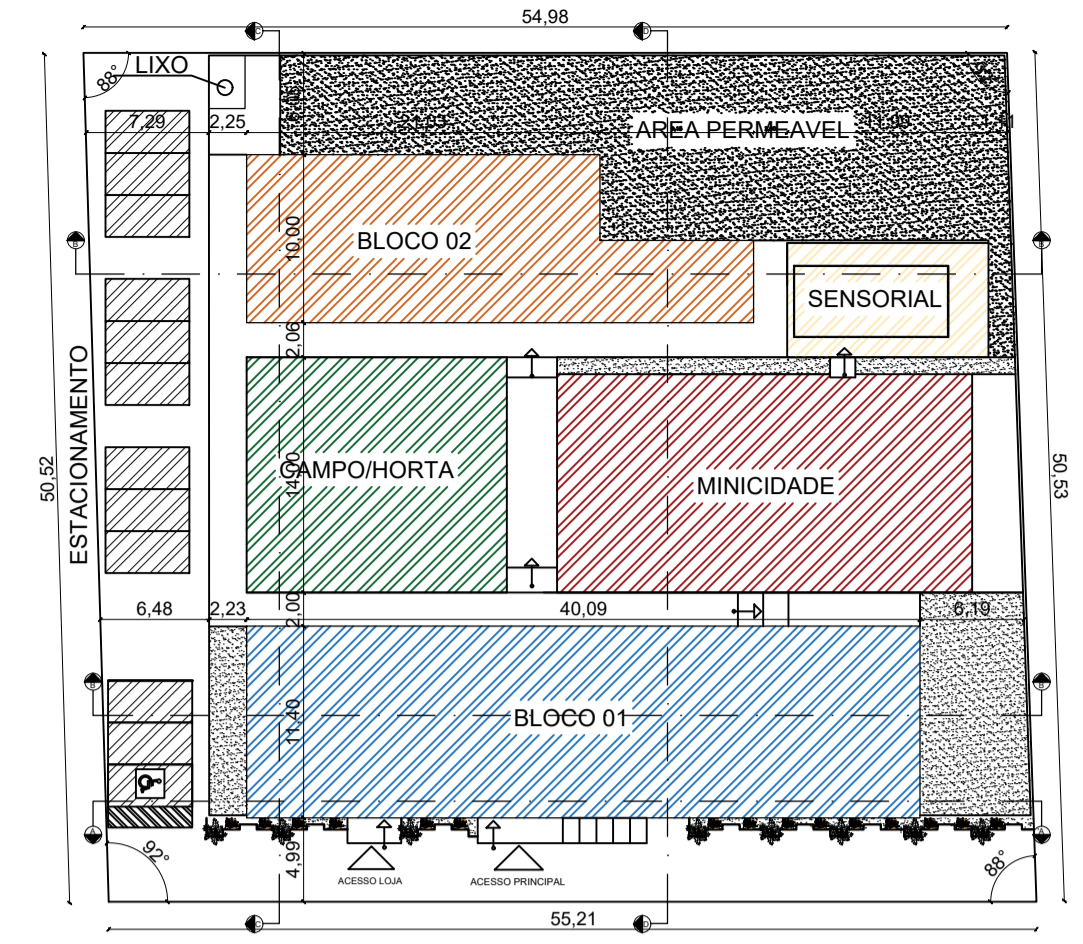 54,98
LIXO
88°
7,29
2,25
AREA PERMEAVEL
BLOCO 02
10,00
SENSORIAL
2,06
ESTACIONAMENTO
50,52
50,53
CAMPO/HORTA
14,00
MINICIDADE
6,48
2,23
2,00
40,09
6,19
BLOCO 01
11,40
92°
4,99
88°
ACESSO LOJA
ACESSO PRINCIPAL
55,21